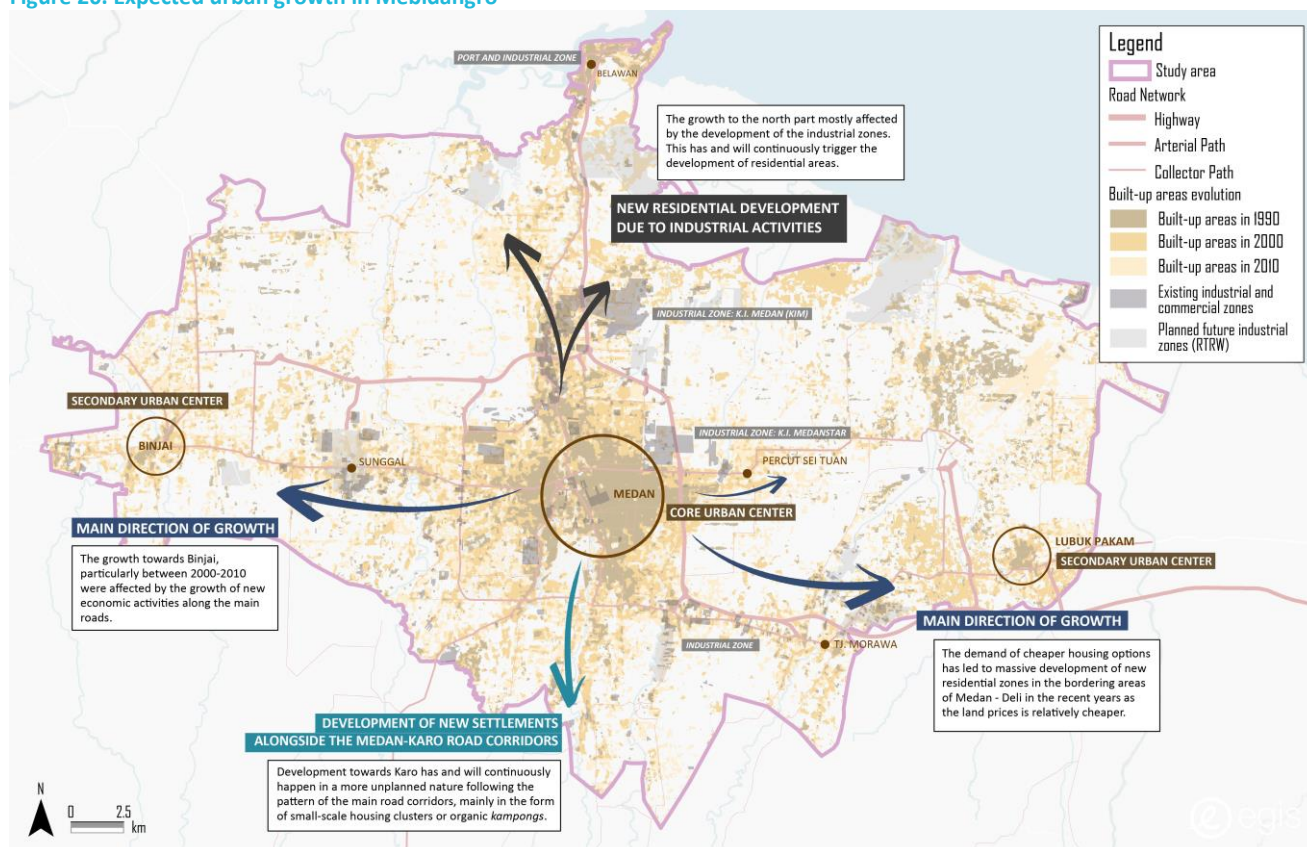 Figure 20: Expected urban growth in Mebidangro
PORT AND INDUSTRIAL ZONE
BELAWAN
The growth to the north part mostly affected
by the development of the industrial zones.
This has and will continuously trigger the
development of residential areas.
NEW RESIDENTIAL DEVELOPMENT
DUE TO INDUSTRIAL ACTIVITIES
INDUSTRIAL ZONE: K.I. MEDAN (KIM)
SECONDARY URBAN CENTER
BINJAI
SUNGGAL
INDUSTRIAL ZONE: K.I. MEDANSTAR
PERCUT SEI TUAN
MEDAN
CORE URBAN CENTER
MAIN DIRECTION OF GROWTH
The growth towards Binjai,
particularly between 2000-2010
were affected by the growth of new
economic activities along the main
roads.
LUBUK PAKAM
SECONDARY URBAN CENTER
MAIN DIRECTION OF GROWTH
The demand of cheaper housing options
has led to massive development of new
residential zones in the bordering areas
of Medan - Deli in the recent years as
the land prices is relatively cheaper.
INDUSTRIAL ZONE
TJ. MORAWA
DEVELOPMENT OF NEW SETTLEMENTS
ALONGSIDE THE MEDAN-KARO ROAD CORRIDORS
Development towards Karo has and will continuously
happen in a more unplanned nature following the
pattern of the main road corridors, mainly in the form
of small-scale housing clusters or organic kampongs.
N
0 2.5
km
Legend
Study area
Road Network
Highway
Arterial Path
Collector Path
Built-up areas evolution
Built-up areas in 1990
Built-up areas in 2000
Built-up areas in 2010
Existing industrial and
commercial zones
Planned future industrial
zones (RTRW)
egis